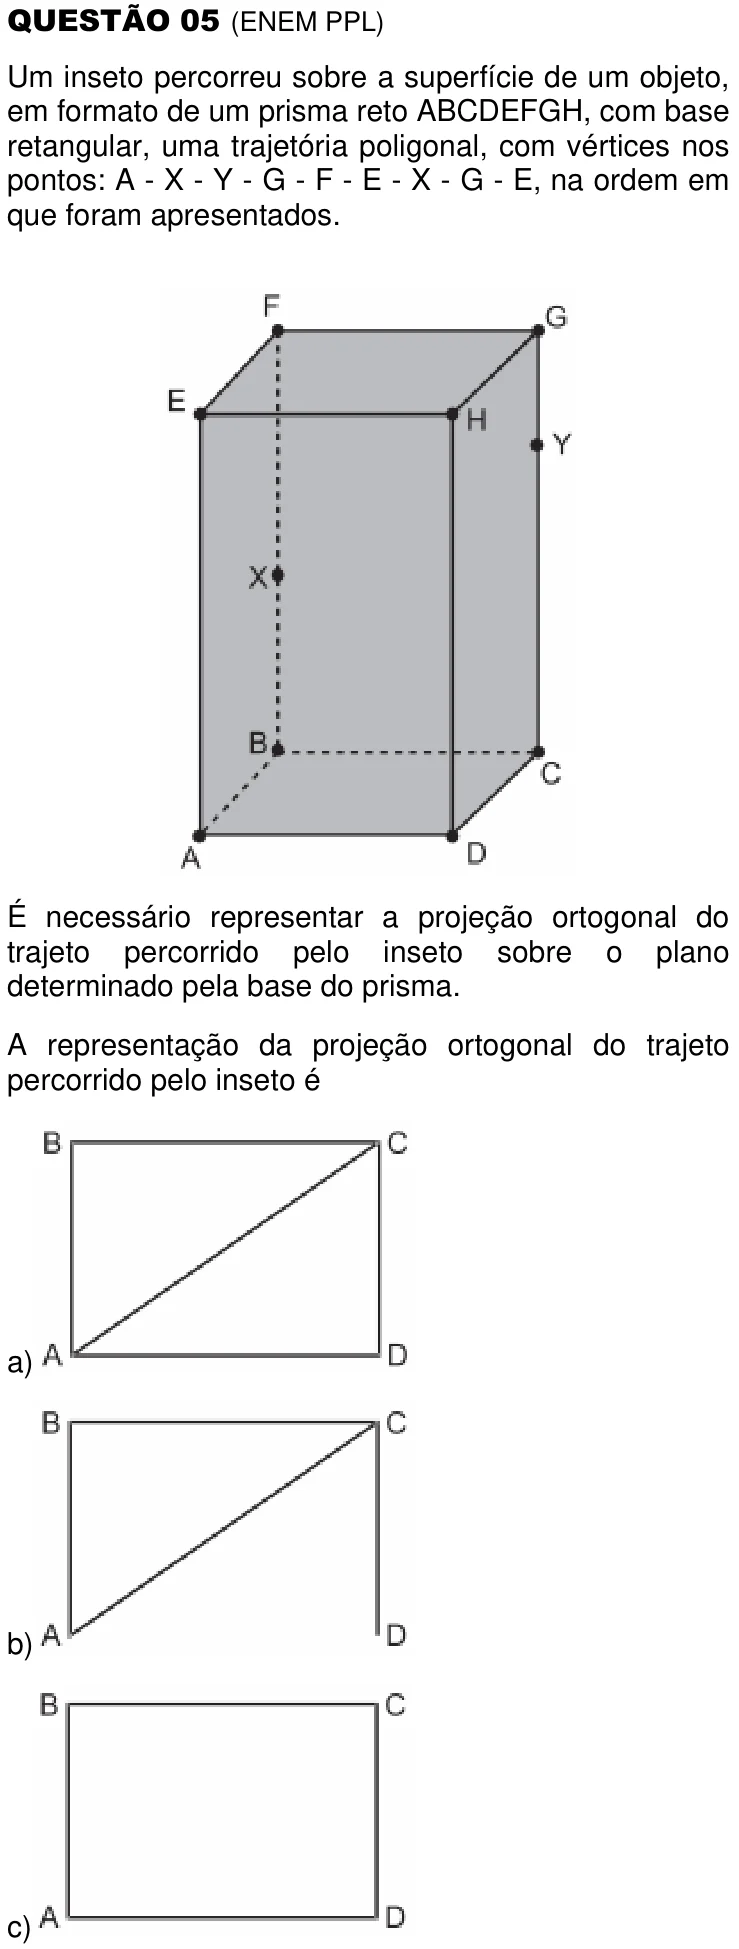 QUESTÃO 05 (ENEM PPL)
Um inseto percorreu sobre a superfície de um objeto,
em formato de um prisma reto ABCDEFGH, com base
retangular, uma trajetória poligonal, com vértices nos
pontos: A - X - Y - G - F - E - X - G - E, na ordem em
que foram apresentados.
F
G
E
H
Y
X
B
C
A
D
É necessário representar a projeção ortogonal do
trajeto percorrido pelo inseto sobre o plano
determinado pela base do prisma.
A representação da projeção ortogonal do trajeto
percorrido pelo inseto é
B C
a) A D
B C
b) A D
B C
c) A D